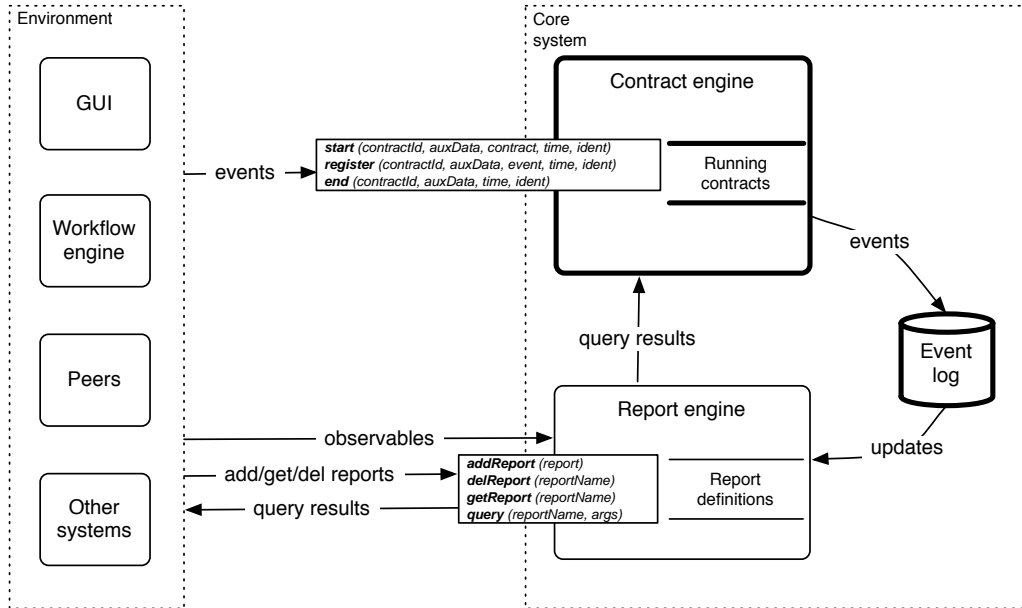 Environment
GUI
Workflow
engine
Peers
Other
systems
events
start (contractId, auxData, contract, time, ident)
register (contractId, auxData, event, time, ident)
end (contractId, auxData, time, ident)
Core
system
Contract engine
Running
contracts
events
query results
Event
log
updates
observables
add/get/del reports
query results
Report engine
addReport (report)
delReport (reportName)
getReport (reportName)
query (reportName, args)
Report
definitions